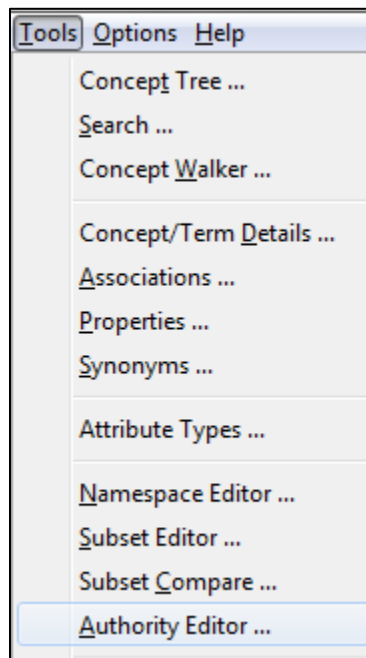 Tools Options Help
Concept Tree ...
Search ...
Concept Walker ...
Concept/Term Details ...
Associations ...
Properties ...
Synonyms ...
Attribute Types ...
Namespace Editor ...
Subset Editor ...
Subset Compare ...
Authority Editor ...